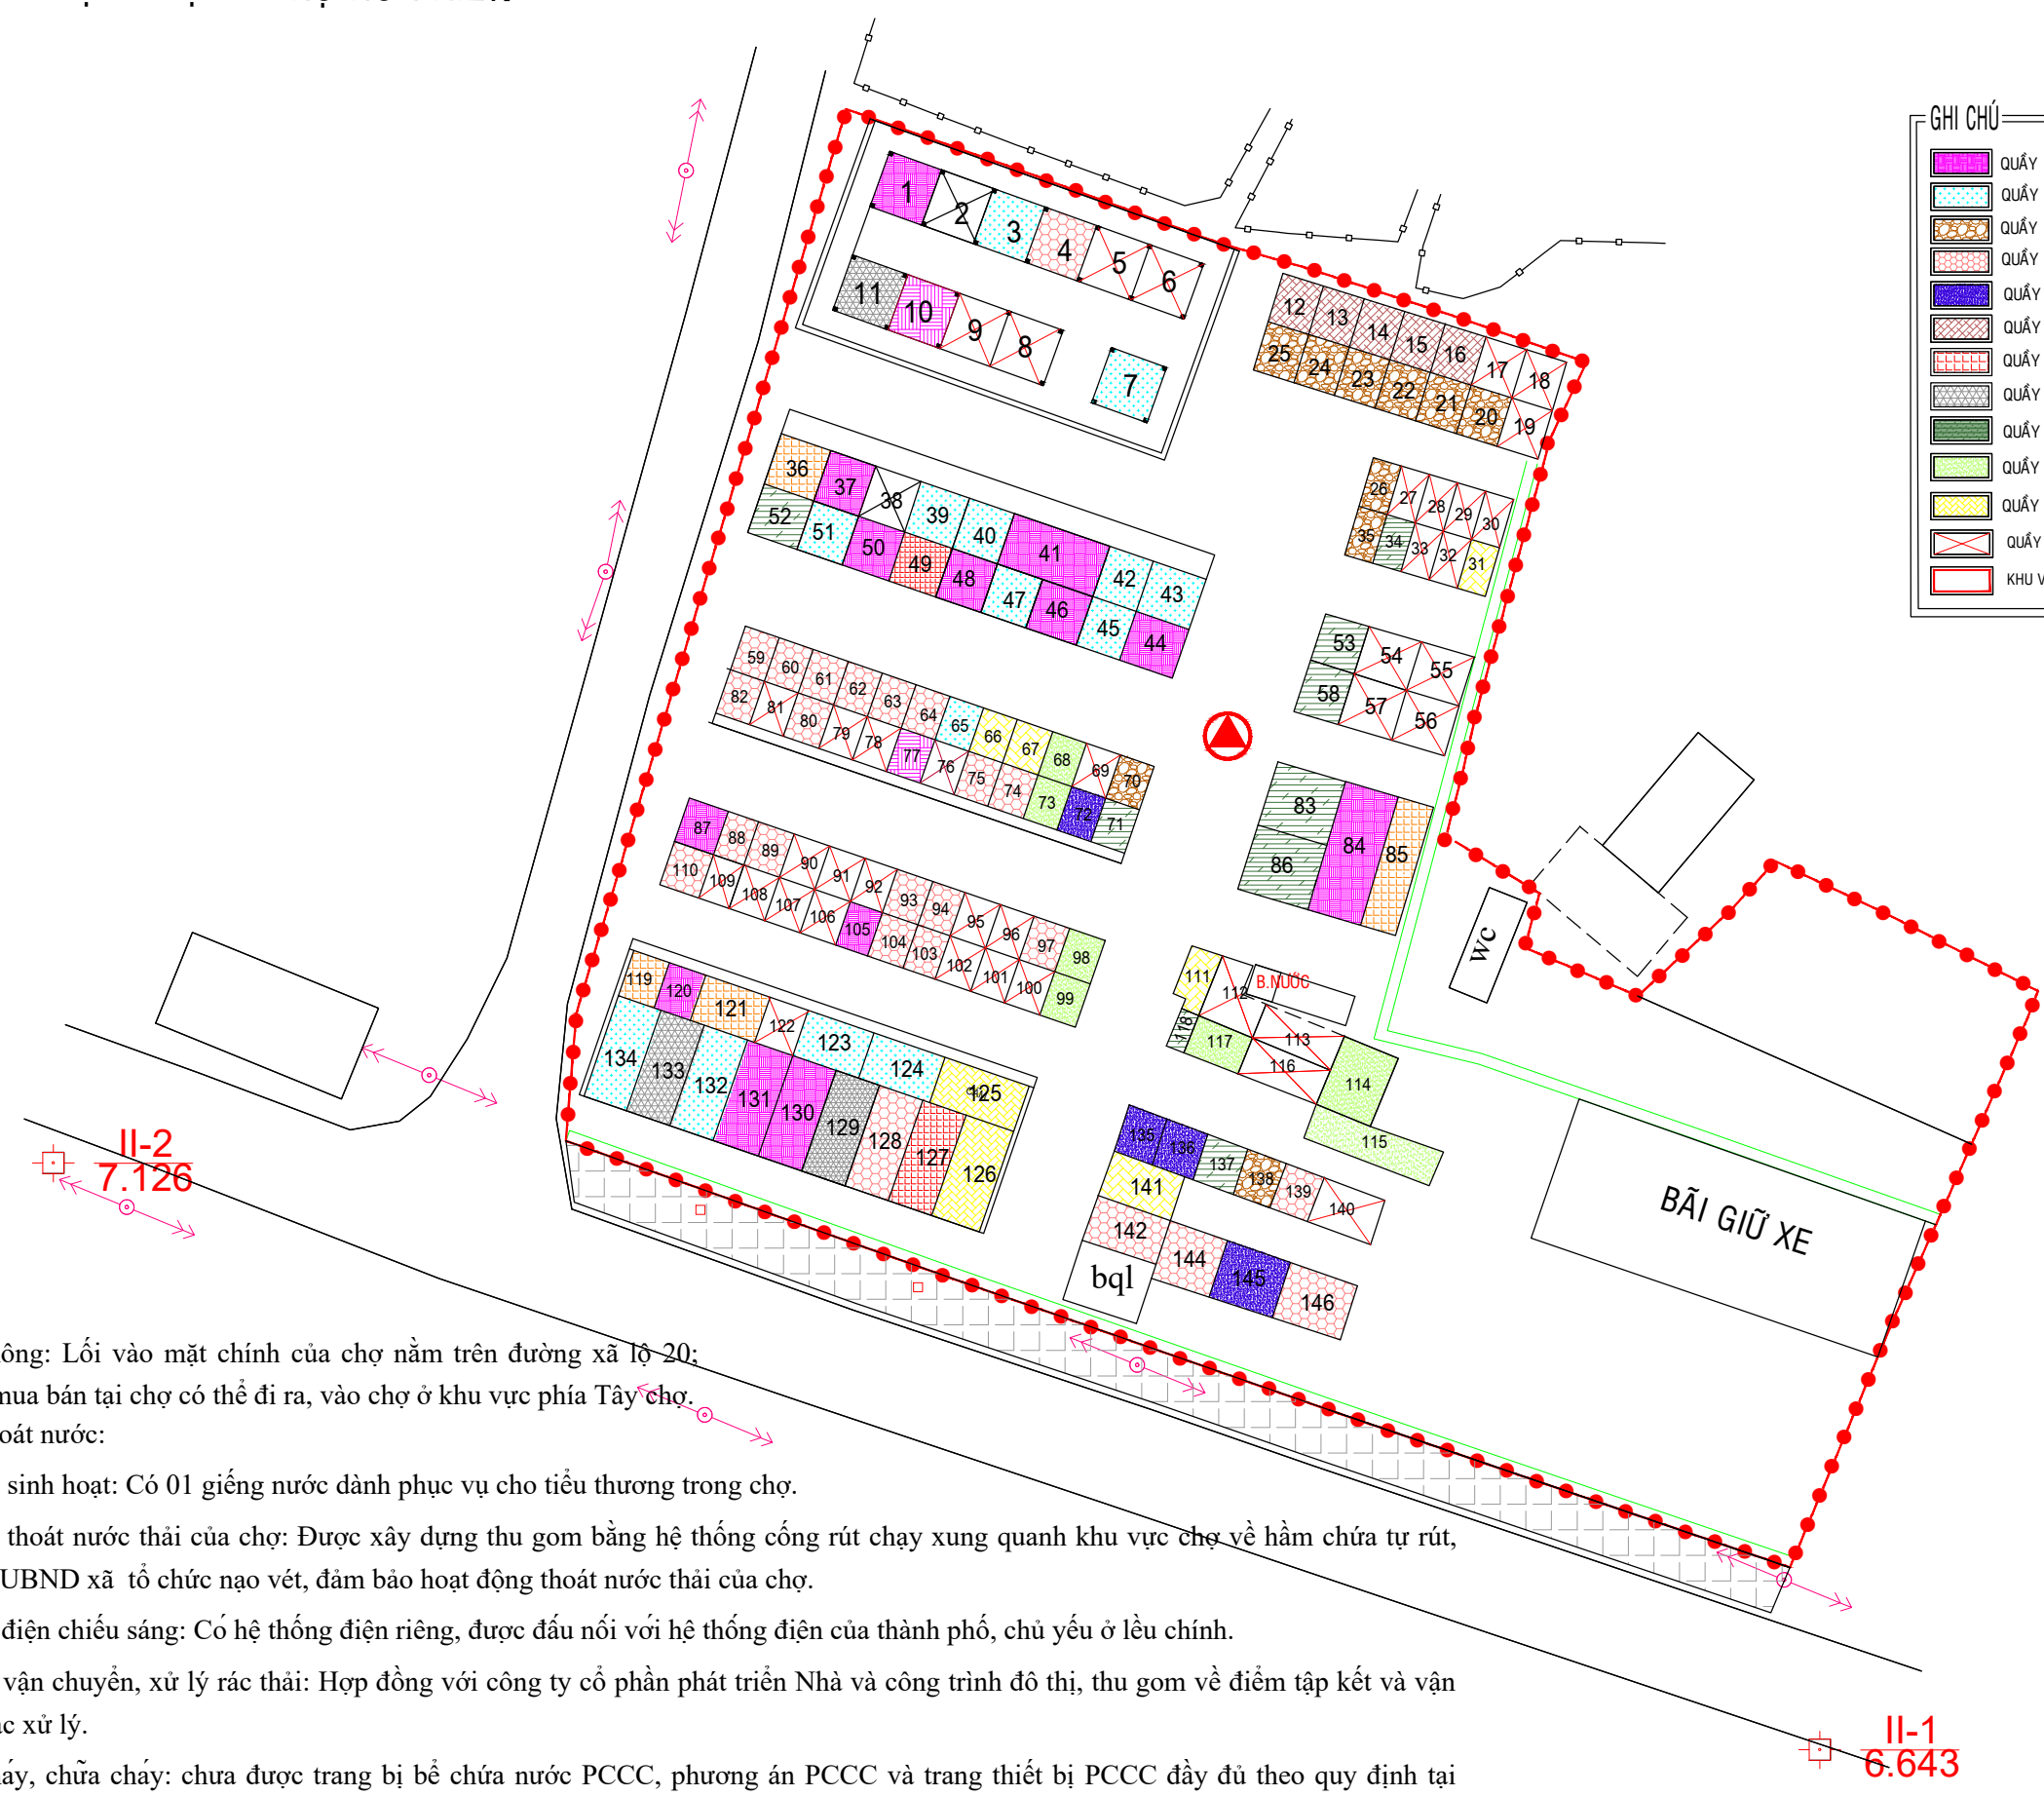 GHI CHÚ
QUẦY
QUẦY
QUẦY
QUẦY
QUẦY
QUẦY
QUẦY
QUẦY
QUẦY
QUẦY
QUẦY
QUẦY
KHU V
1 2 3 4 5 6
11 10 9 8 7
12 13 14 15 16 17 18
25 24 23 22 21 20 19
36 37 38 39 40 41 42 43
52 51 50 49 48 47 46 45 44
26 27 28 29 30
35 34 33 32 31
53 54 55
58 57 56
59 60 61 62 63 64 65 66 67 68 69 70
82 81 80 79 78 77 76 75 74 73 72 71
83 84 85
86
87 88 89 90 91 92 93 94 95 96 97 98
110 109 108 107 106 105 104 103 102 101 100 99
wc
111 112 B.NƯỚC
118 117 113
116 114
115
119 120 121 122 123 124 125
134 133 132 131 130 129 128 127 126
135 136 137 138 139 140
141
142 144 145 146
bql
BÃI GIỮ XE
II-2
7.126
ông: Lối vào mặt chính của chợ nằm trên đường xã lộ 20;
mua bán tại chợ có thể đi ra, vào chợ ở khu vực phía Tây chợ.
oát nước:
sinh hoạt: Có 01 giếng nước dành phục vụ cho tiểu thương trong chợ.
thoát nước thải của chợ: Được xây dựng thu gom bằng hệ thống cống rút chạy xung quanh khu vực chợ về hầm chứa tự rút,
UBND xã tổ chức nạo vét, đảm bảo hoạt động thoát nước thải của chợ.
điện chiếu sáng: Có hệ thống điện riêng, được đấu nối với hệ thống điện của thành phố, chủ yếu ở lều chính.
vận chuyển, xử lý rác thải: Hợp đồng với công ty cổ phần phát triển Nhà và công trình đô thị, thu gom về điểm tập kết và vận
ác xử lý.
áy, chữa cháy: chưa được trang bị bể chứa nước PCCC, phương án PCCC và trang thiết bị PCCC đầy đủ theo quy định tại
II-1
6.643